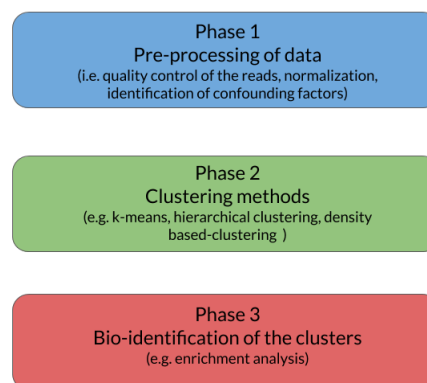 Phase 1
Pre-processing of data
(i.e. quality control of the reads, normalization,
identification of confounding factors)
Phase 2
Clustering methods
(e.g. k-means, hierarchical clustering, density
based-clustering )
Phase 3
Bio-identification of the clusters
(e.g. enrichment analysis)